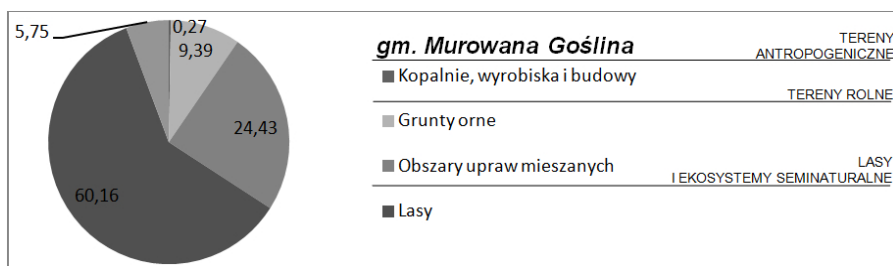 5,75
0,27
9,39
24,43
60,16
gm. Murowana Goślina
TERENY
ANTROPOGENICZNE
Kopalnie, wyrobiska i budowy
TERENY ROLNE
Grunty orne
Obszary upraw mieszanych
LASY
I EKOSYSTEMY SEMINATURALNE
Lasy